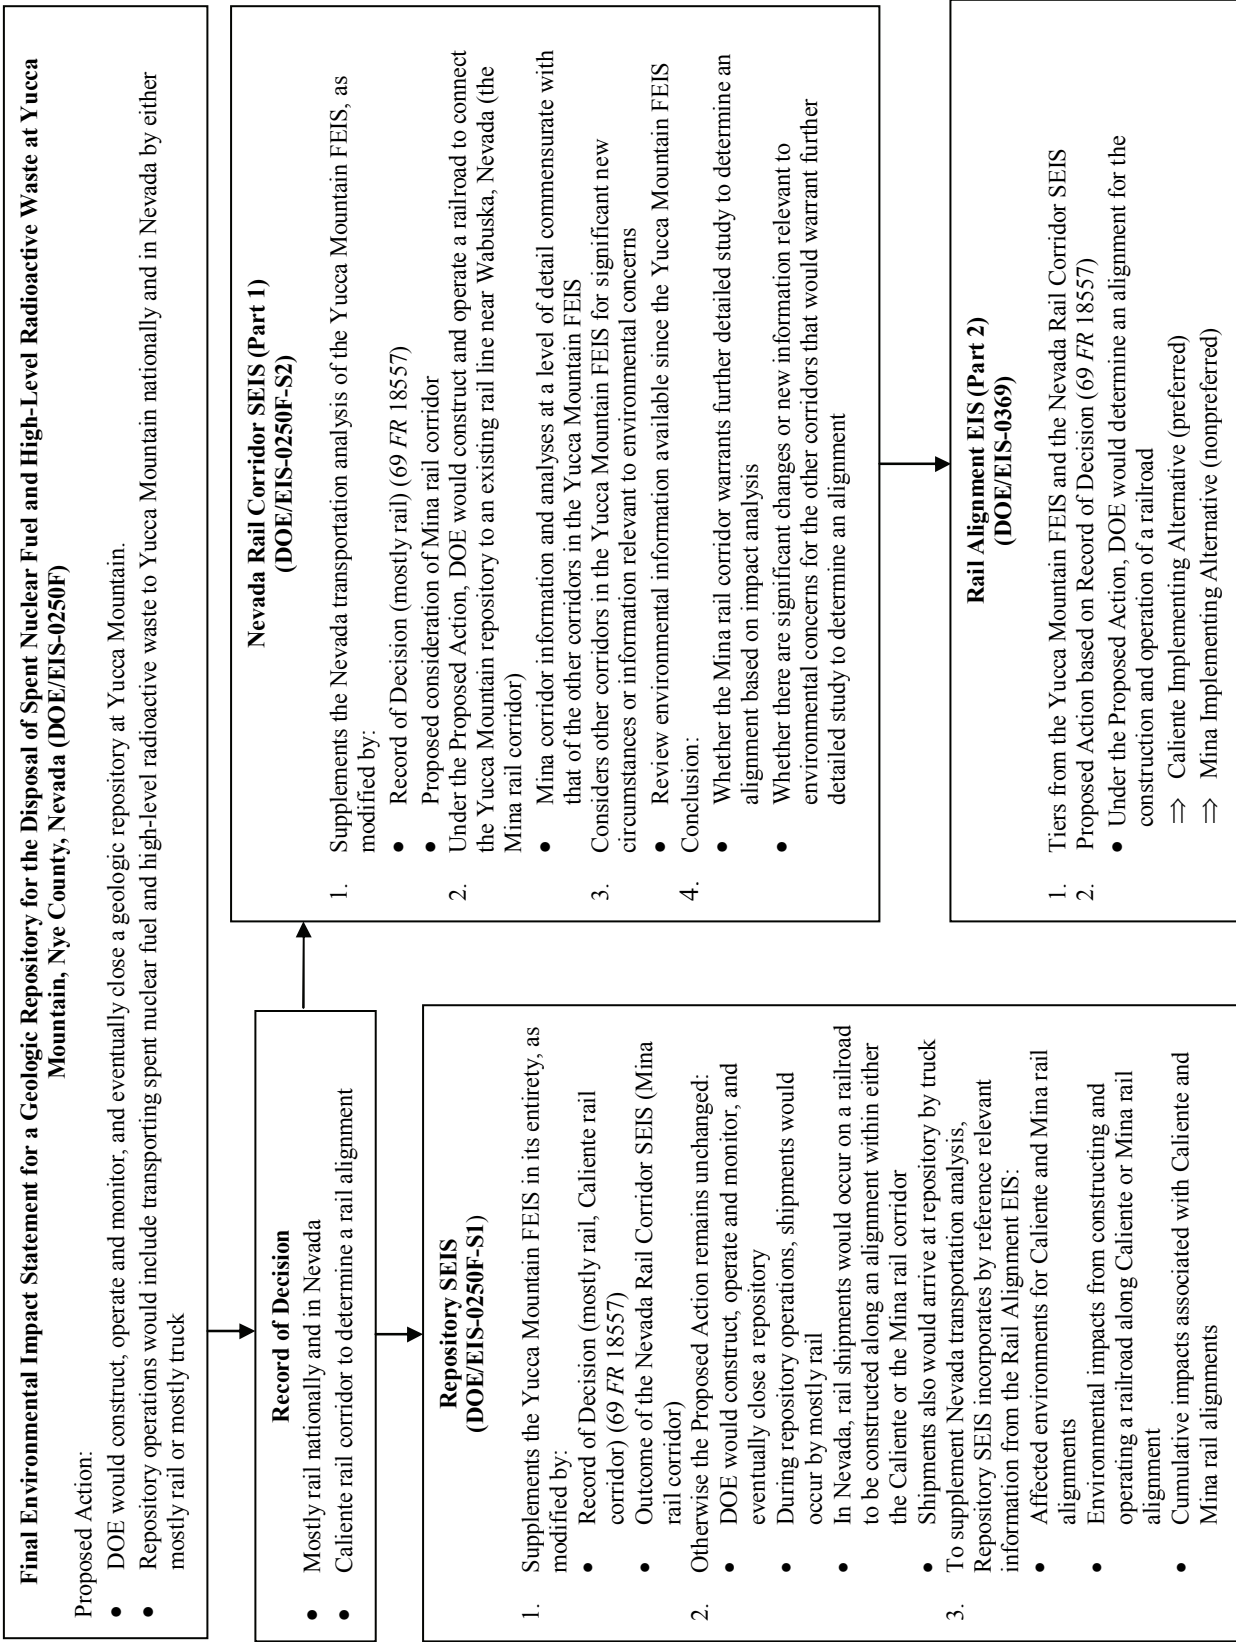 Final Environmental Impact Statement for a Geologic Repository for the Disposal of Spent Nuclear Fuel and High-Level Radioactive Waste at Yucca
Mountain, Nye County, Nevada (DOE/EIS-0250F)
Proposed Action:
● DOE would construct, operate and monitor, and eventually close a geologic repository at Yucca Mountain.
● Repository operations would include transporting spent nuclear fuel and high-level radioactive waste to Yucca Mountain nationally and in Nevada by either
mostly rail or mostly truck
Record of Decision
● Mostly rail nationally and in Nevada
● Caliente rail corridor to determine a rail alignment
Repository SEIS
(DOE/EIS-0250F-S1)
1. Supplements the Yucca Mountain FEIS in its entirety, as
modified by:
● Record of Decision (mostly rail, Caliente rail
corridor) (69 FR 18557)
● Outcome of the Nevada Rail Corridor SEIS (Mina
rail corridor)
2. Otherwise the Proposed Action remains unchanged:
● DOE would construct, operate and monitor, and
eventually close a repository
● During repository operations, shipments would
occur by mostly rail
● In Nevada, rail shipments would occur on a railroad
to be constructed along an alignment within either
the Caliente or the Mina rail corridor
● Shipments also would arrive at repository by truck
3. To supplement Nevada transportation analysis,
Repository SEIS incorporates by reference relevant
information from the Rail Alignment EIS:
● Affected environments for Caliente and Mina rail
alignments
● Environmental impacts from constructing and
operating a railroad along Caliente or Mina rail
alignment
● Cumulative impacts associated with Caliente and
Mina rail alignments
Nevada Rail Corridor SEIS (Part 1)
(DOE/EIS-0250F-S2)
1. Supplements the Nevada transportation analysis of the Yucca Mountain FEIS, as
modified by:
● Record of Decision (mostly rail) (69 FR 18557)
● Proposed consideration of Mina rail corridor
2. Under the Proposed Action, DOE would construct and operate a railroad to connect
the Yucca Mountain repository to an existing rail line near Wabuska, Nevada (the
Mina rail corridor)
● Mina corridor information and analyses at a level of detail commensurate with
that of the other corridors in the Yucca Mountain FEIS
3. Considers other corridors in the Yucca Mountain FEIS for significant new
circumstances or information relevant to environmental concerns
● Review environmental information available since the Yucca Mountain FEIS
4. Conclusion:
● Whether the Mina rail corridor warrants further detailed study to determine an
alignment based on impact analysis
● Whether there are significant changes or new information relevant to
environmental concerns for the other corridors that would warrant further
detailed study to determine an alignment
Rail Alignment EIS (Part 2)
(DOE/EIS-0369)
1. Tiers from the Yucca Mountain FEIS and the Nevada Rail Corridor SEIS
2. Proposed Action based on Record of Decision (69 FR 18557)
● Under the Proposed Action, DOE would determine an alignment for the
construction and operation of a railroad
⇒ Caliente Implementing Alternative (preferred)
⇒ Mina Implementing Alternative (nonpreferred)